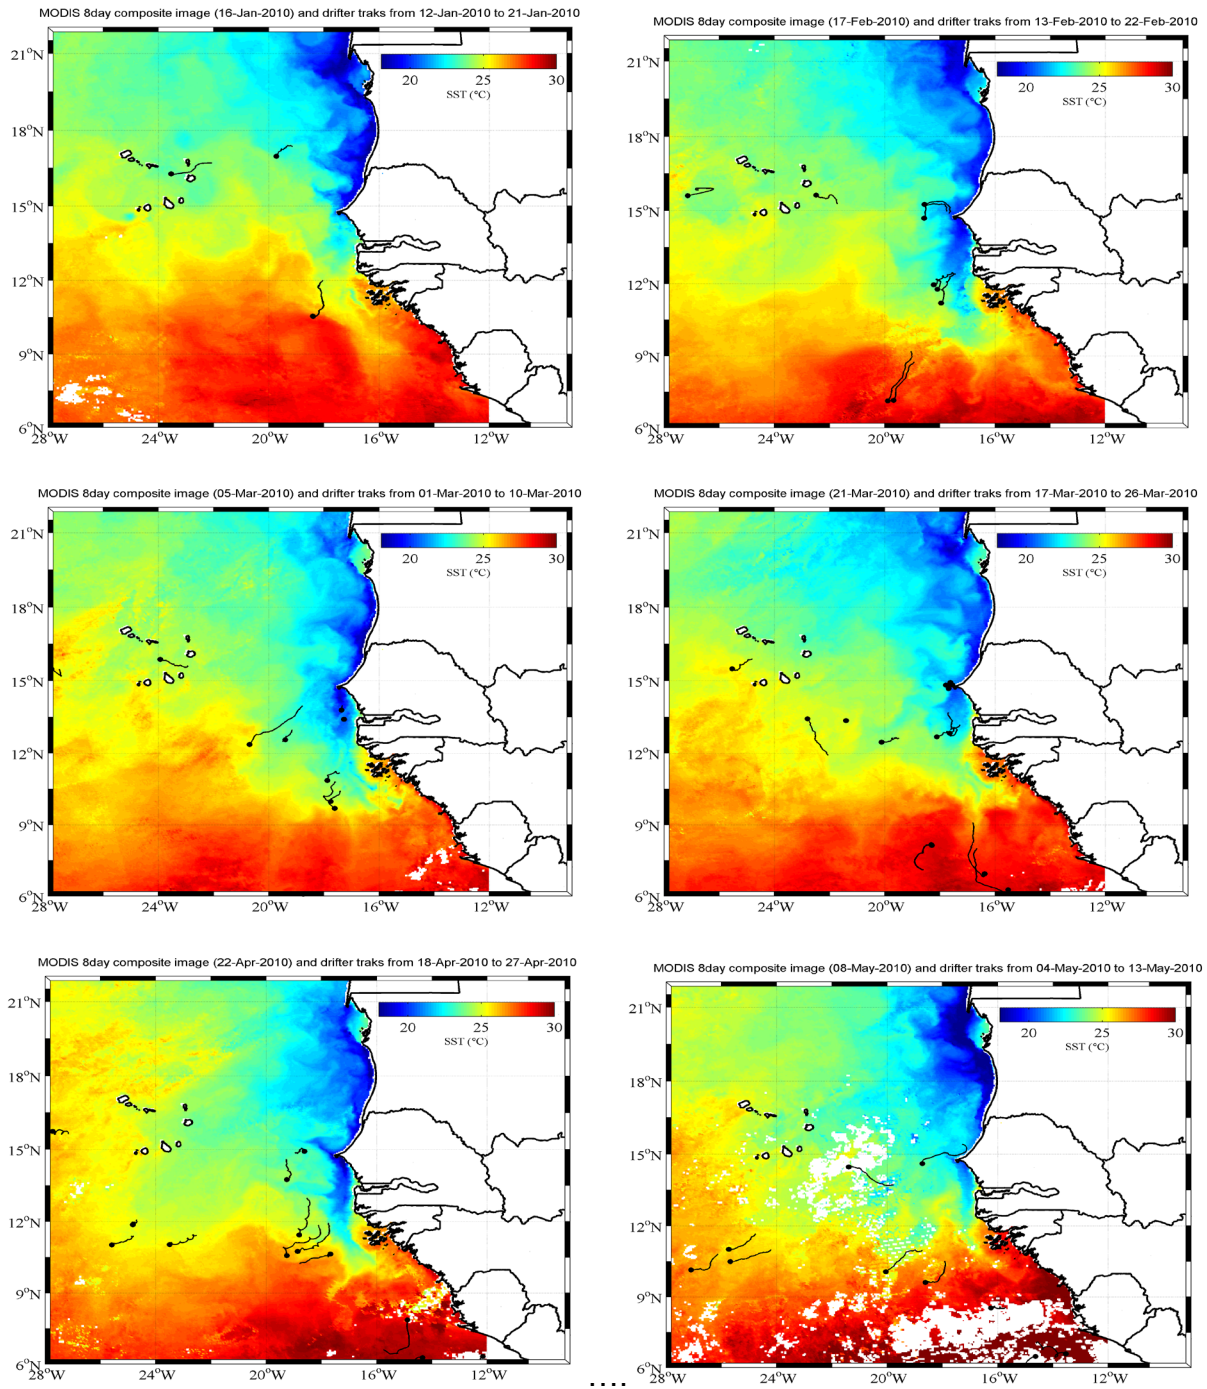 MODIS 8day composite image (16-Jan-2010) and drifter traks from 12-Jan-2010 to 21-Jan-2010
21°N
20 25 30
SST (°C)
18°N
15°N
12°N
9°N
6°N
28°W 24°W 20°W 16°W 12°W
MODIS 8day composite image (17-Feb-2010) and drifter traks from 13-Feb-2010 to 22-Feb-2010
21°N
20 25 30
SST (°C)
18°N
15°N
12°N
9°N
6°N
28°W 24°W 20°W 16°W 12°W
MODIS 8day composite image (05-Mar-2010) and drifter traks from 01-Mar-2010 to 10-Mar-2010
21°N
20 25 30
SST (°C)
18°N
15°N
12°N
9°N
6°N
28°W 24°W 20°W 16°W 12°W
MODIS 8day composite image (21-Mar-2010) and drifter traks from 17-Mar-2010 to 26-Mar-2010
21°N
20 25 30
SST (°C)
18°N
15°N
12°N
9°N
6°N
28°W 24°W 20°W 16°W 12°W
MODIS 8day composite image (22-Apr-2010) and drifter traks from 18-Apr-2010 to 27-Apr-2010
21°N
20 25 30
SST (°C)
18°N
15°N
12°N
9°N
6°N
28°W 24°W 20°W 16°W 12°W
MODIS 8day composite image (08-May-2010) and drifter traks from 04-May-2010 to 13-May-2010
21°N
20 25 30
SST (°C)
18°N
15°N
12°N
9°N
6°N
28°W 24°W 20°W 16°W 12°W
....